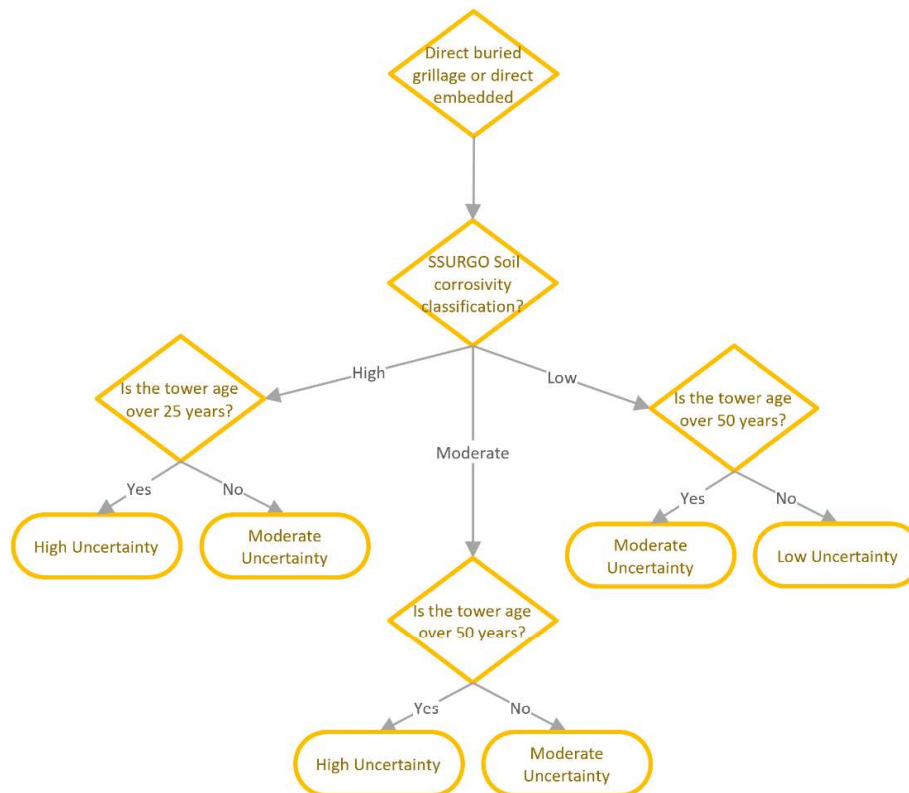 Direct buried
grillage or direct
embedded
SSURGO Soil
corrosivity
classification?
High
Low
Moderate
Is the tower age
over 25 years?
Is the tower age
over 50 years?
Yes
No
Yes
No
High Uncertainty
Moderate
Uncertainty
Moderate
Uncertainty
Low Uncertainty
Is the tower age
over 50 years?
Yes
No
High Uncertainty
Moderate
Uncertainty